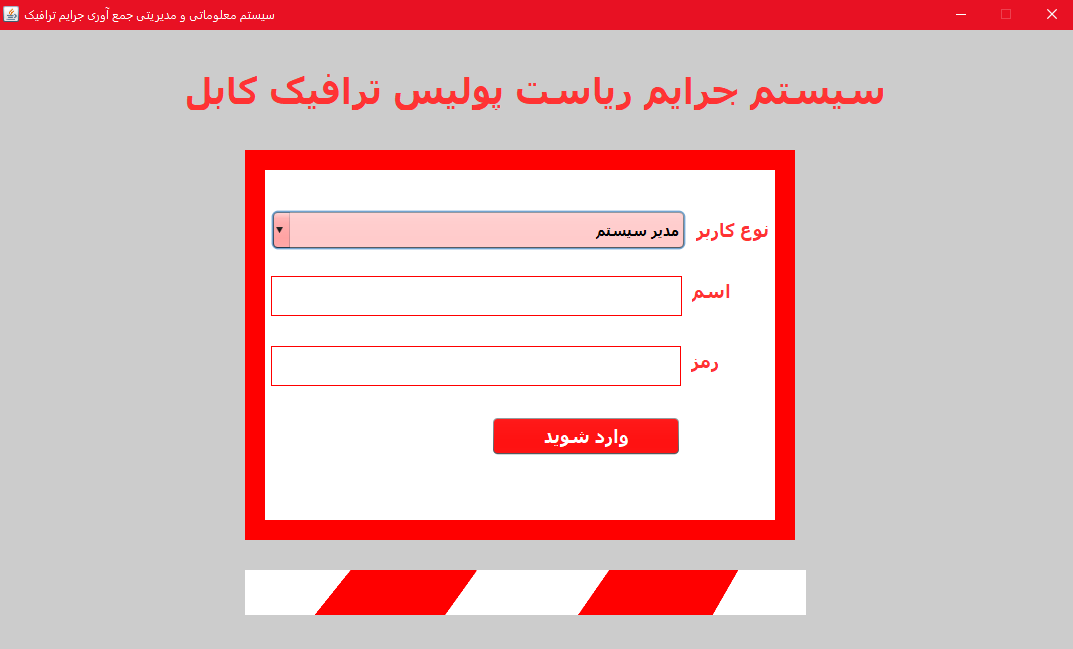 سیستم معلوماتی و مدیریتی جمع آوری جرایم ترافیک
سیستم جرایم ریاست پولیس ترافیک کابل
نوع کاربر
مدیر سیستم
اسم
رمز
وارد شوید